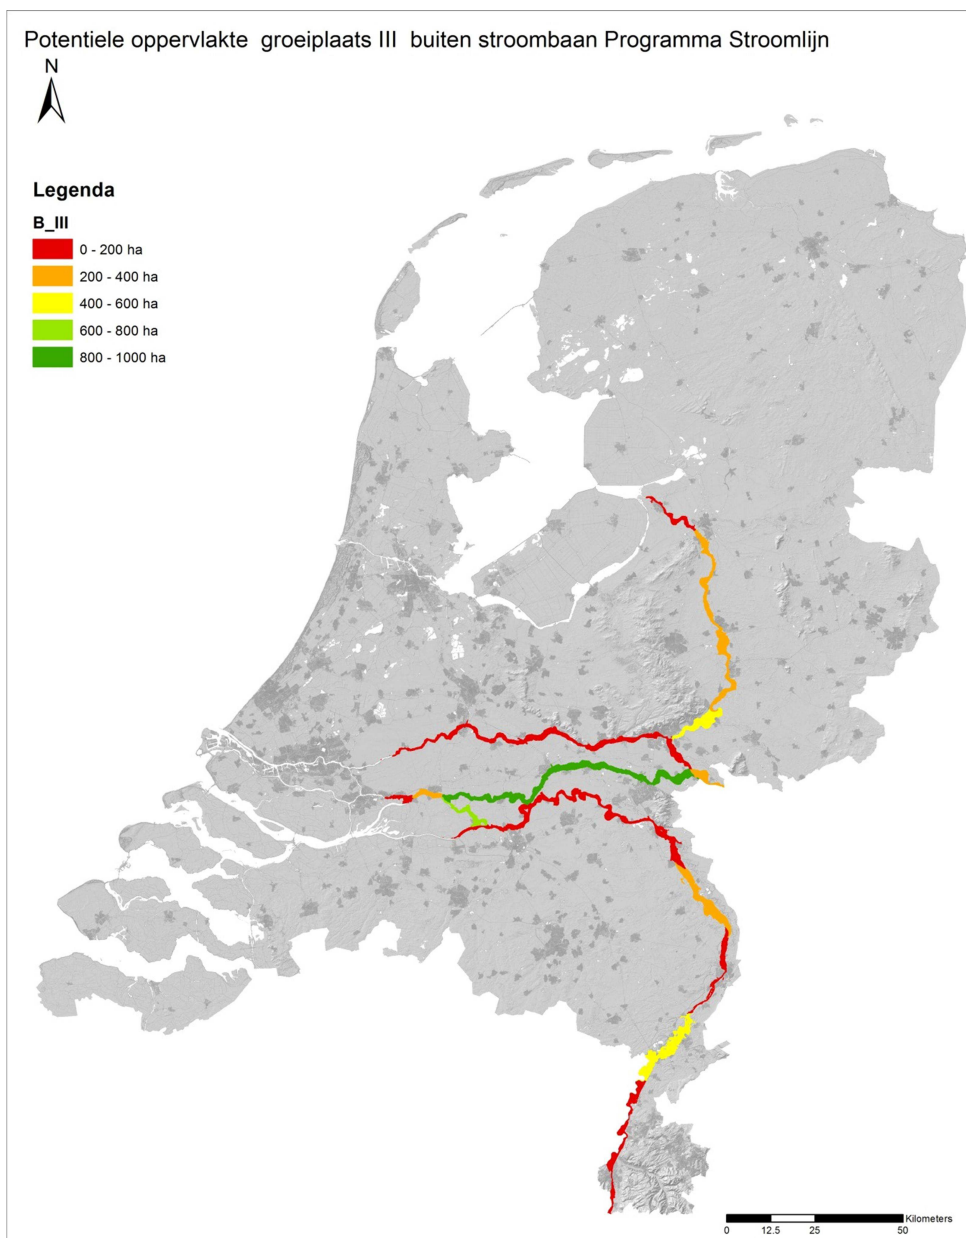 Potentiele oppervlakte groeiplaats III buiten stroombaan Programma Stroomlijn
N
Legenda
B_III
0 - 200 ha
200 - 400 ha
400 - 600 ha
600 - 800 ha
800 - 1000 ha
Kilometers
0 12.5 25 50